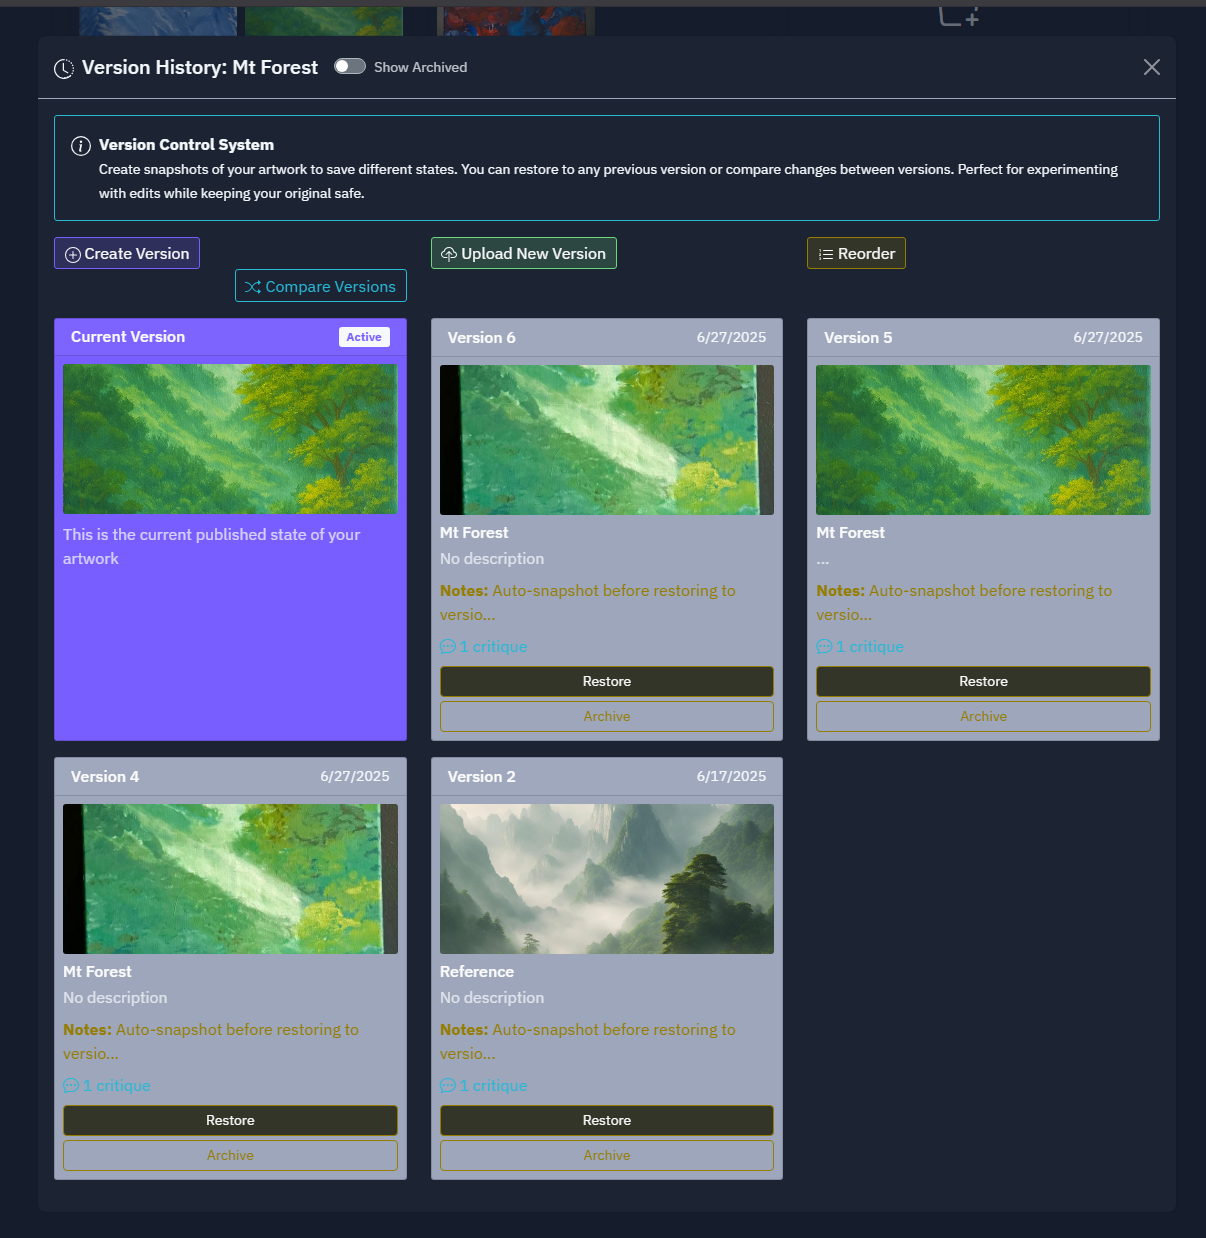 Version History: Mt Forest
Show Archived
Version Control System
Create snapshots of your artwork to save different states. You can restore to any previous version or compare changes between versions. Perfect for experimenting
with edits while keeping your original safe.
Create Version
Upload New Version
Reorder
Compare Versions
Current Version
Active
This is the current published state of your
artwork
Version 6
6/27/2025
Mt Forest
No description
Notes: Auto-snapshot before restoring to
versio...
1 critique
Restore
Archive
Version 5
6/27/2025
Mt Forest
...
Notes: Auto-snapshot before restoring to
versio...
1 critique
Restore
Archive
Version 4
6/27/2025
Mt Forest
No description
Notes: Auto-snapshot before restoring to
versio...
1 critique
Restore
Archive
Version 2
6/17/2025
Reference
No description
Notes: Auto-snapshot before restoring to
versio...
1 critique
Restore
Archive